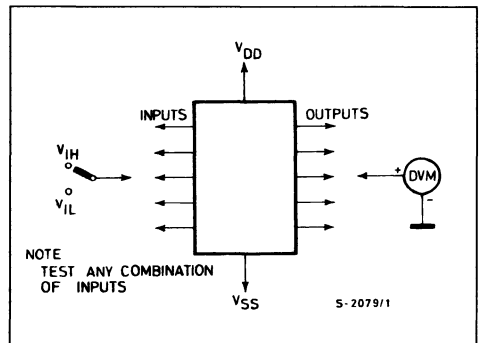 VDD
INPUTS
OUTPUTS
VIH
VIL
+
DVM
-
NOTE
TEST ANY COMBINATION
OF INPUTS
VSS
S-2079/1